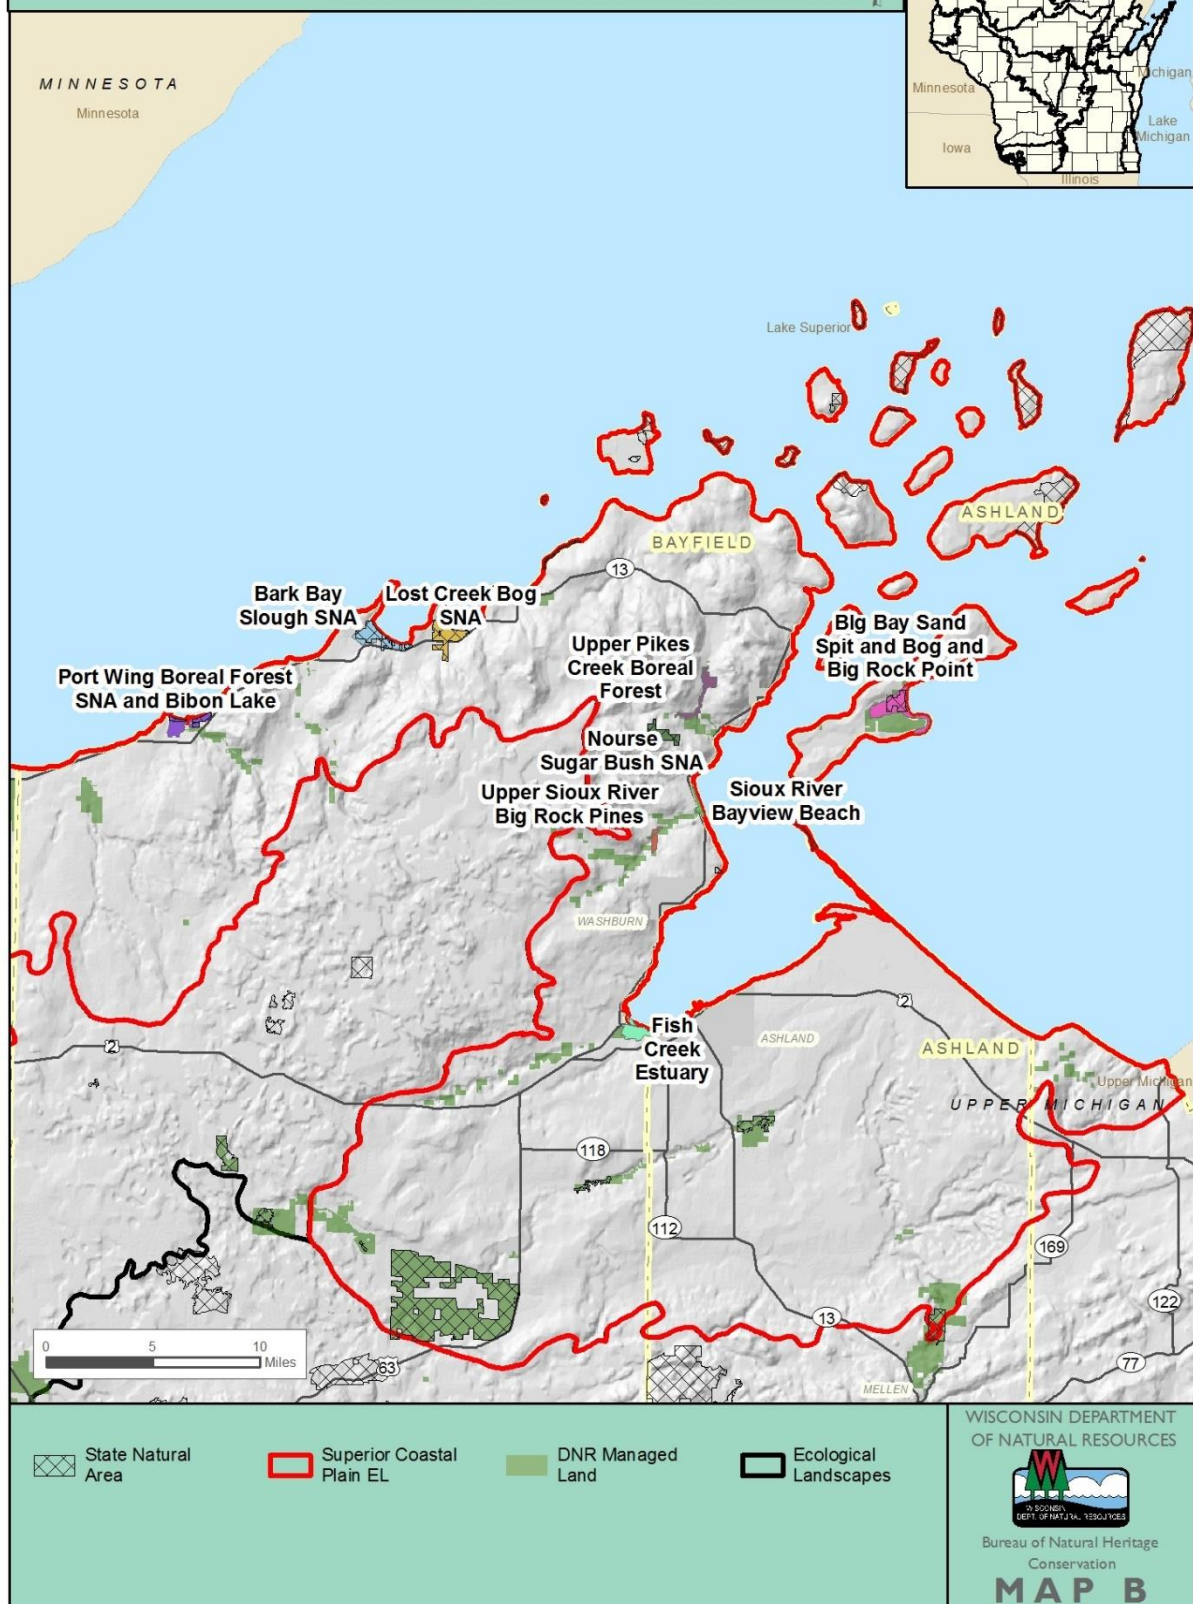 Michigan
Minnesota
Lake
Michigan
Iowa
Illinois
MINNESOTA
Minnesota
Lake Superior
ASHLAND
BAYFIELD
13
Bark Bay
Slough SNA
Lost Creek Bog
SNA
BIg Bay Sand
Spit and Bog and
Big Rock Point
Upper Pikes
Creek Boreal
Forest
Port Wing Boreal Forest
SNA and Bibon Lake
Nourse
Sugar Bush SNA
Upper Sioux River
Big Rock Pines
Sioux River
Bayview Beach
WASHBURN
2
Fish
Creek
Estuary
ASHLAND
ASHLAND
2
Upper Michigan
UPPER MICHIGAN
118
112
169
13
122
0 5 10
Miles
63
77
MELLEN
State Natural
Area
Superior Coastal
Plain EL
DNR Managed
Land
Ecological
Landscapes
WISCONSIN DEPARTMENT
OF NATURAL RESOURCES
W
WISCONSIN
DEPT. OF NATURAL RESOURCES
Bureau of Natural Heritage
Conservation
MAP B